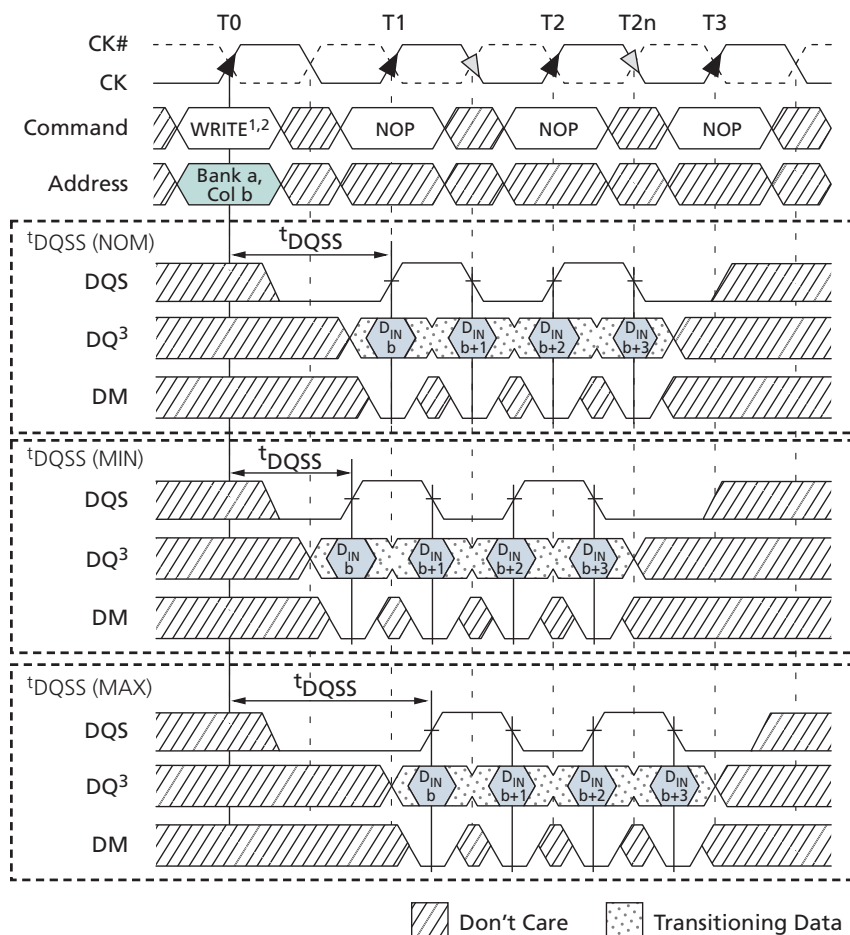 T0 T1 T2 T2n T3
CK#
CK
Command WRITE1,2 NOP NOP NOP
Address Bank a,
Col b
tDQSS (NOM) tDQSS
DQS
DQ3 DIN DIN DIN DIN
b b+1 b+2 b+3
DM
tDQSS (MIN) tDQSS
DQS
DQ3 DIN DIN DIN DIN
b b+1 b+2 b+3
DM
tDQSS (MAX) tDQSS
DQS
DQ3 DIN DIN DIN DIN
b b+1 b+2 b+3
DM
Don't Care Transitioning Data